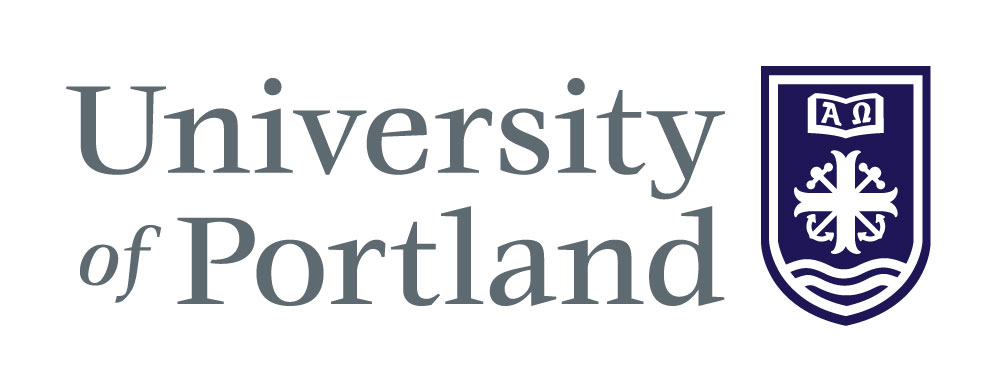 University
of Portland
Α Ω